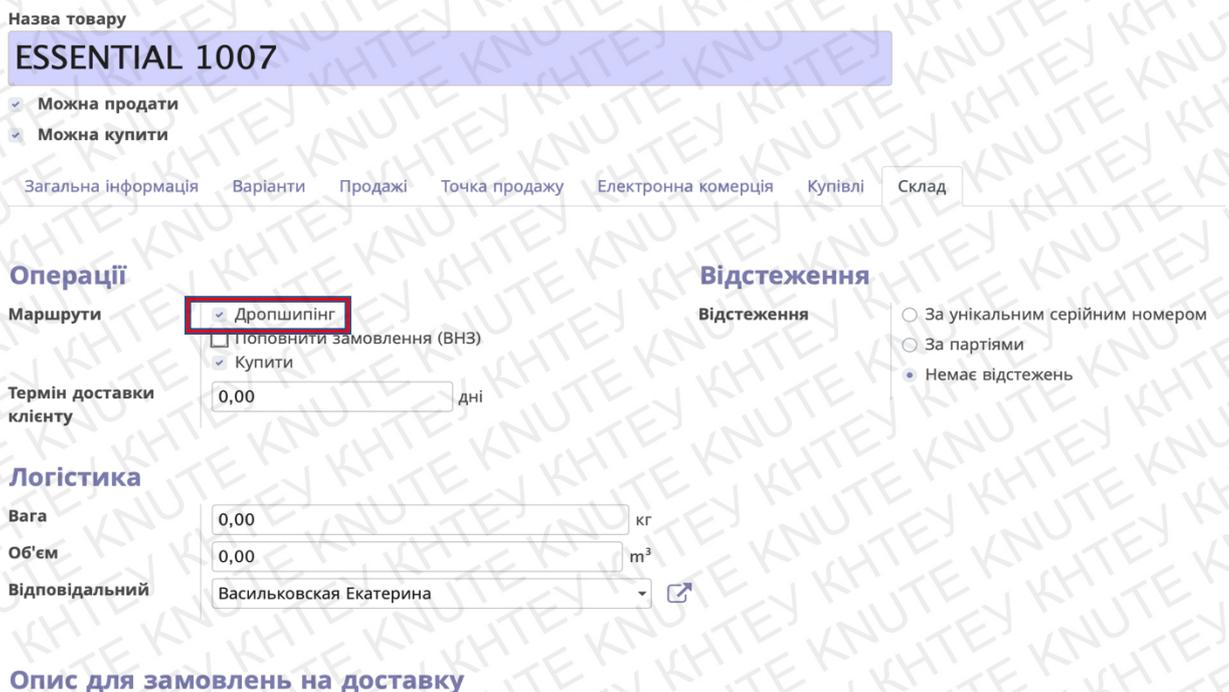 Назва товару
ESSENTIAL 1007
Можна продати
Можна купити
Загальна інформація Варіанти Продажі Точка продажу Електронна комерція Купівлі Склад
Операції
Маршрути
Дропшипінг
Поповнити замовлення (ВНЗ)
Купити
Термін доставки клієнту
0,00 дні
Відстеження
Відстеження
За унікальним серійним номером
За партіями
Немає відстежень
Логістика
Вага 0,00 кг
Об'єм 0,00 m³
Відповідальний Васильковская Екатерина
Опис для замовлень на доставку
KNUTE КНТЕУ